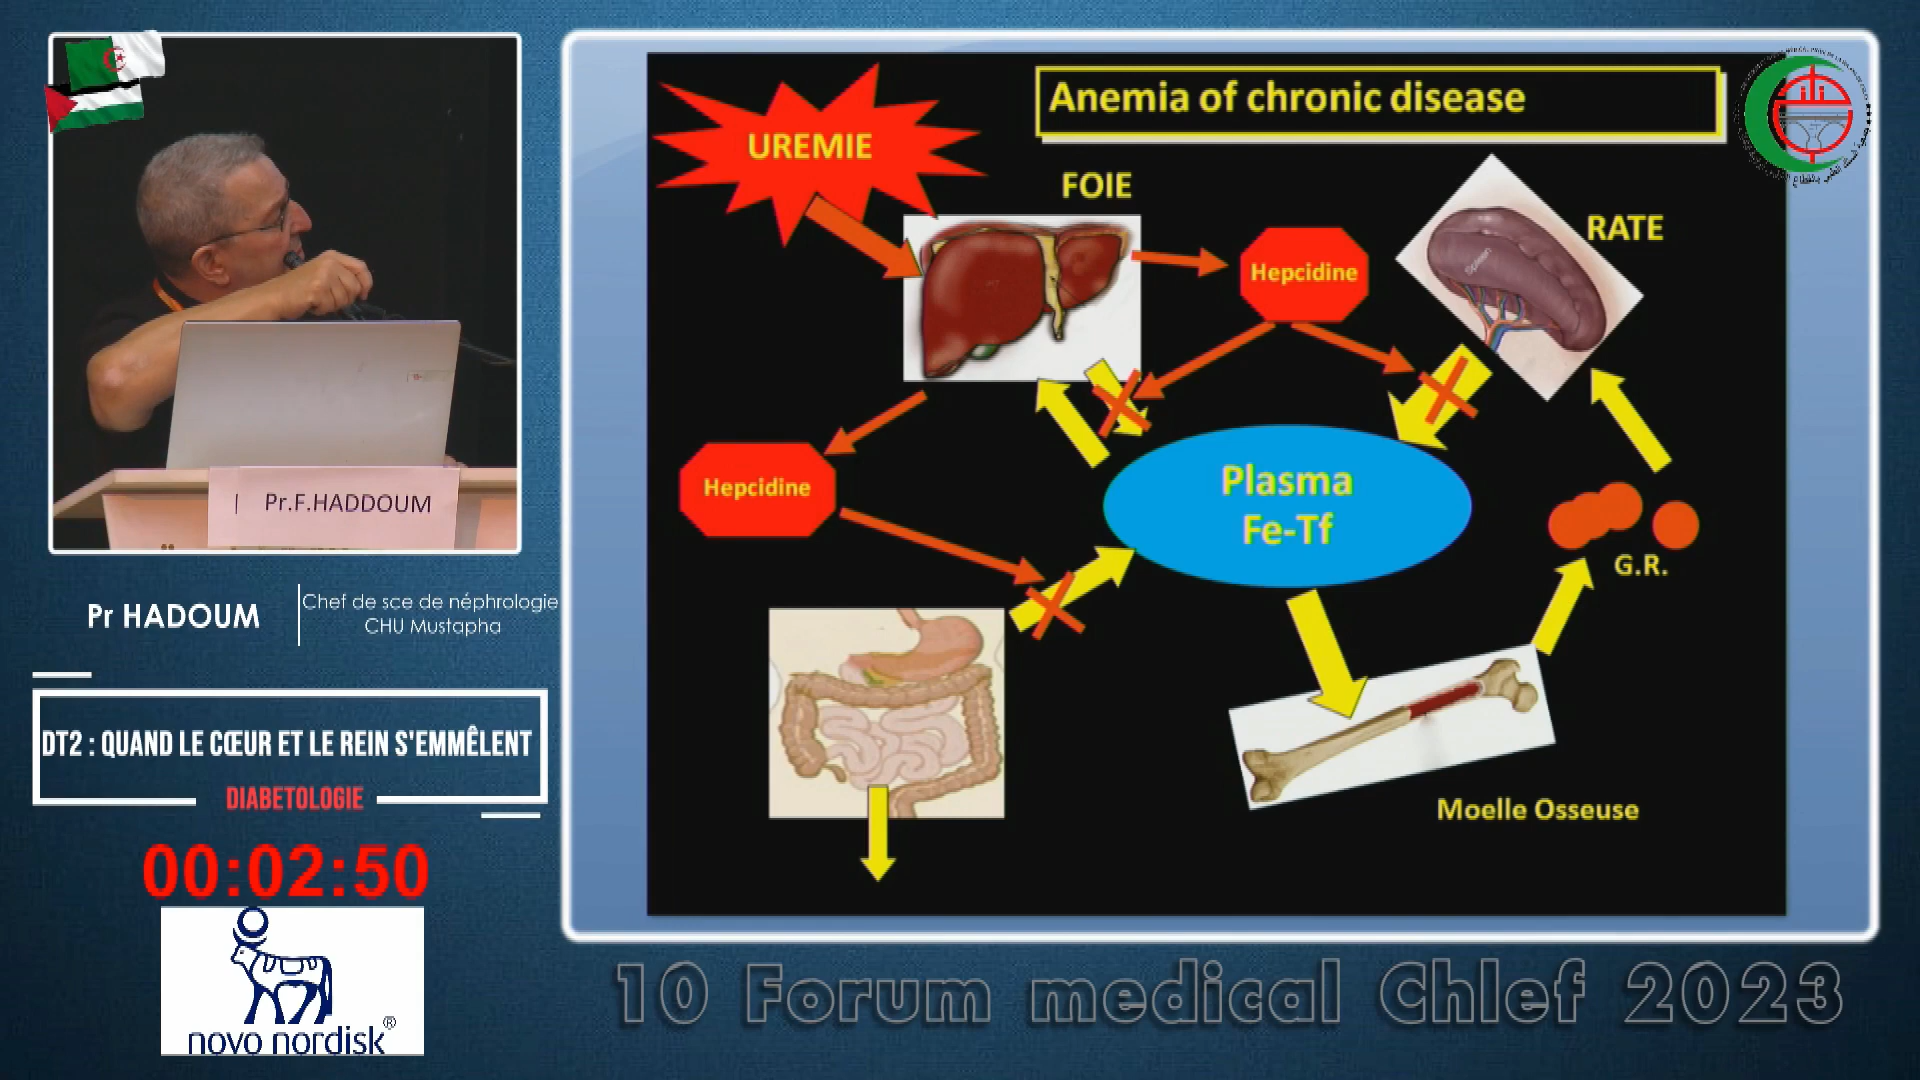 Anemia of chronic disease
UREMIE
FOIE
RATE
Hepcidine
Spleen
Hepcidine
Plasma
Fe-Tf
G.R.
Moelle Osseuse
Pr.F.HADDOUM
Pr HADOUM
Chef de sce de néphrologie
CHU Mustapha
DT2 : QUAND LE CŒUR ET LE REIN S'EMMÊLENT
DIABETOLOGIE
00:02:50
novo nordisk®
10 Forum medical Chlef 2023